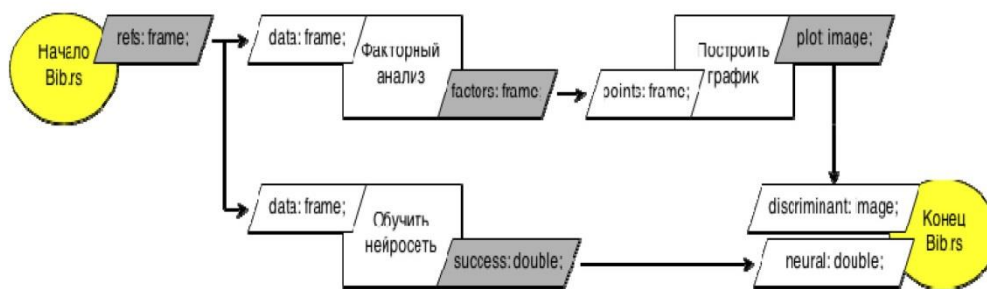 Начало
Bib.rs
refs: frame;
data: frame;
Факторный
анализ
factors: frame;
points: frame;
Построить
график
plot: image;
data: frame;
Обучить
нейросеть
success: double;
discriminant: mage;
neural: double;
Конец
Bib.rs